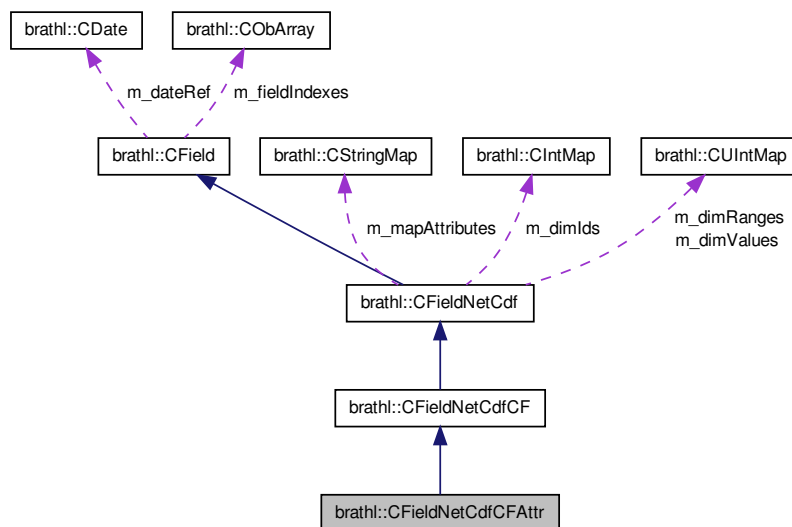 brathl::CDate
brathl::CObArray
m_dateRef
m_fieldIndexes
brathl::CField
brathl::CStringMap
brathl::CIntMap
brathl::CUIntMap
m_mapAttributes
m_dimIds
m_dimRanges
m_dimValues
brathl::CFieldNetCdf
brathl::CFieldNetCdfCF
brathl::CFieldNetCdfCFAttr